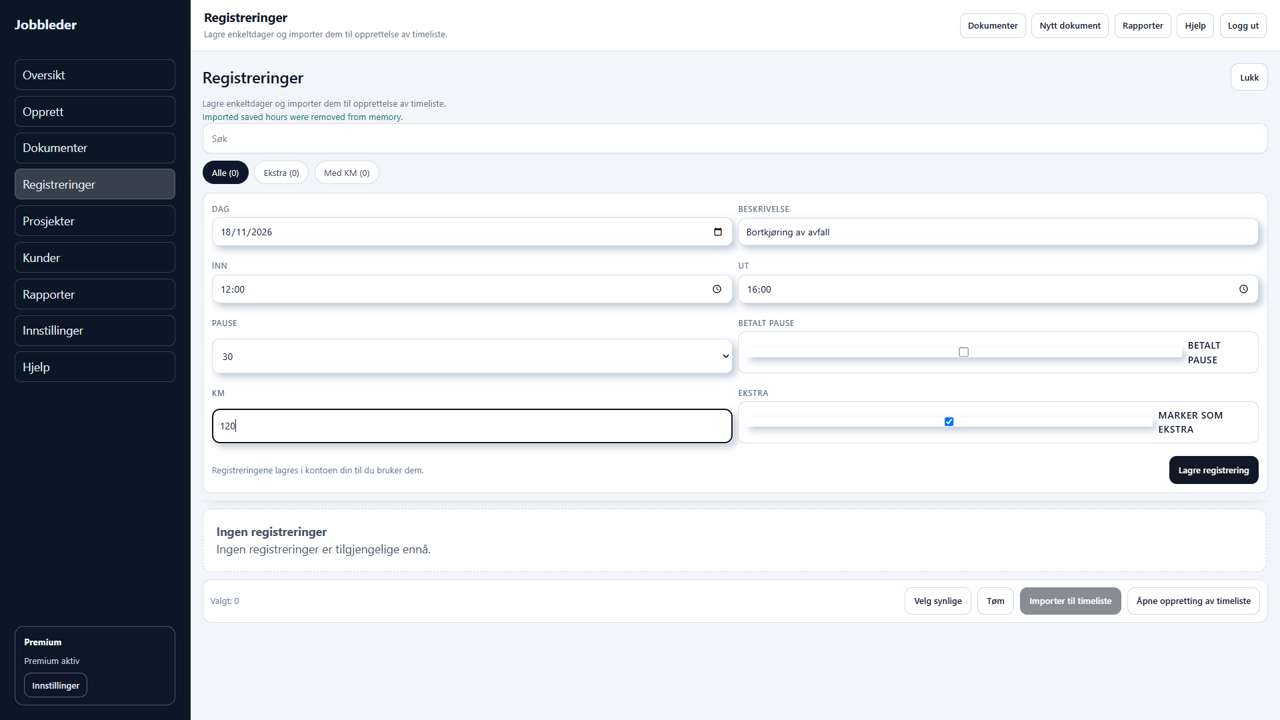 Jobbleder
Oversikt
Opprett
Dokumenter
Registreringer
Prosjekter
Kunder
Rapporter
Innstillinger
Hjelp
Premium
Premium aktiv
Innstillinger
Registreringer
Lagre enkeltdager og importer dem til opprettelse av timeliste.
Dokumenter
Nytt dokument
Rapporter
Hjelp
Logg ut
Registreringer
Lukk
Lagre enkeltdager og importer dem til opprettelse av timeliste.
Imported saved hours were removed from memory.
Søk
Alle (0)
Ekstra (0)
Med KM (0)
DAG
BESKRIVELSE
18/11/2026
Bortkjøring av avfall
INN
UT
12:00
16:00
PAUSE
BETALT PAUSE
30
BETALT
PAUSE
KM
EKSTRA
120
MARKER SOM
EKSTRA
Registreringene lagres i kontoen din til du bruker dem.
Lagre registrering
Ingen registreringer
Ingen registreringer er tilgjengelige ennå.
Valgt: 0
Velg synlige
Tøm
Importer til timeliste
Åpne oppretting av timeliste